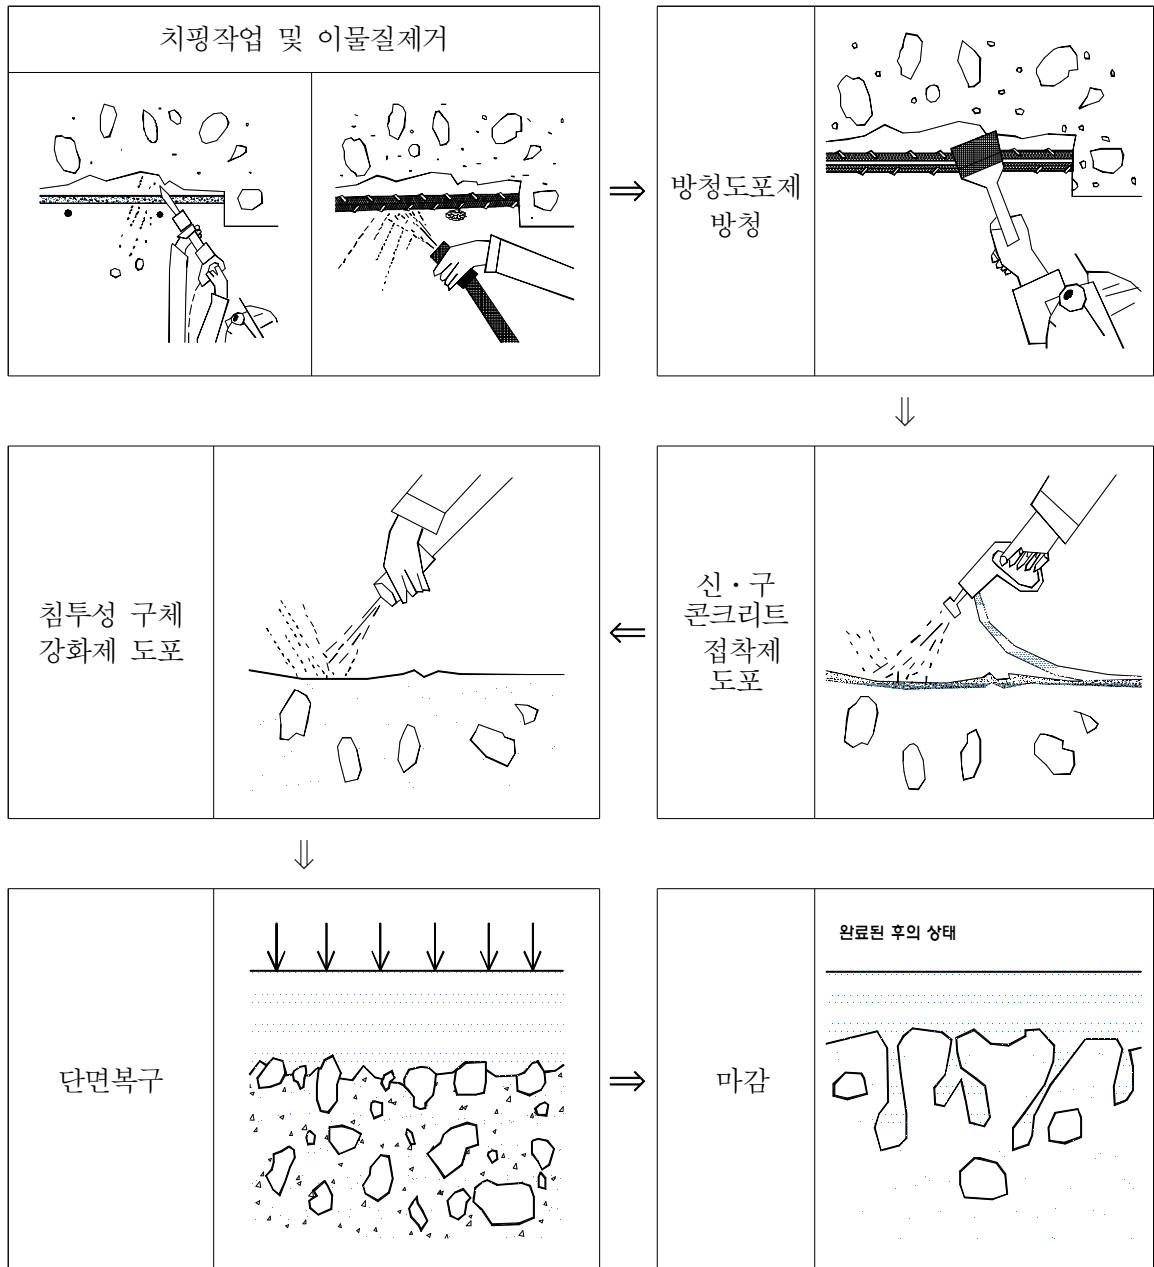 치핑작업 및 이물질제거
⇒
방청도포제
방청
⇓
신・구
콘크리트
접착제
도포
⇐
침투성 구체
강화제 도포
⇓
단면복구
⇒
마감
완료된 후의 상태